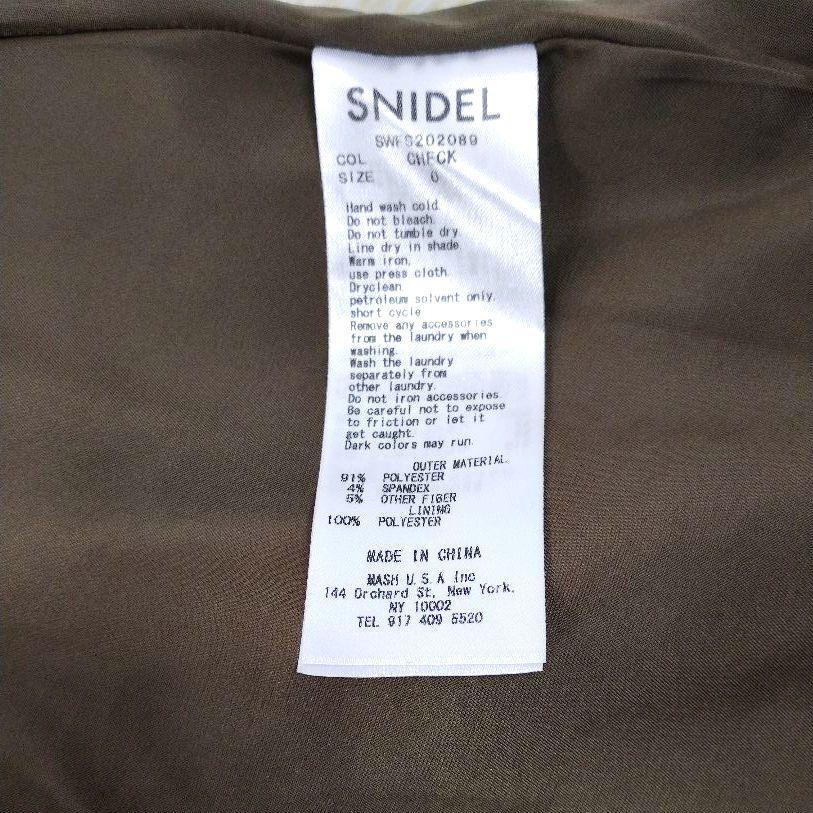 SNIDEL
SWFS202089
COL CHECK
SIZE 0
Hand wash cold.
Do not bleach.
Do not tumble dry.
Line dry in shade.
Warm iron,
use press cloth.
Dryclean,
petroleum solvent only,
short cycle
Remove any accessories
from the laundry when
washing.
Wash the laundry
separately from
other laundry.
Do not iron accessories.
Be careful not to expose
to friction or let it
get caught.
Dark colors may run.
OUTER MATERIAL
91% POLYESTER
4% SPANDEX
5% OTHER FIBER
LINING
100% POLYESTER
MADE IN CHINA
MASH U.S.A Inc
144 Orchard St, New York,
NY 10002
TEL 917 409 5520